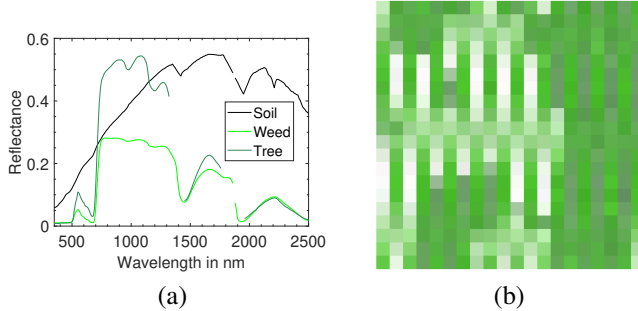 0.6
0.4
0.2
0
Reflectance
Soil
Weed
Tree
500 1000 1500 2000 2500
Wavelength in nm
(a) (b)